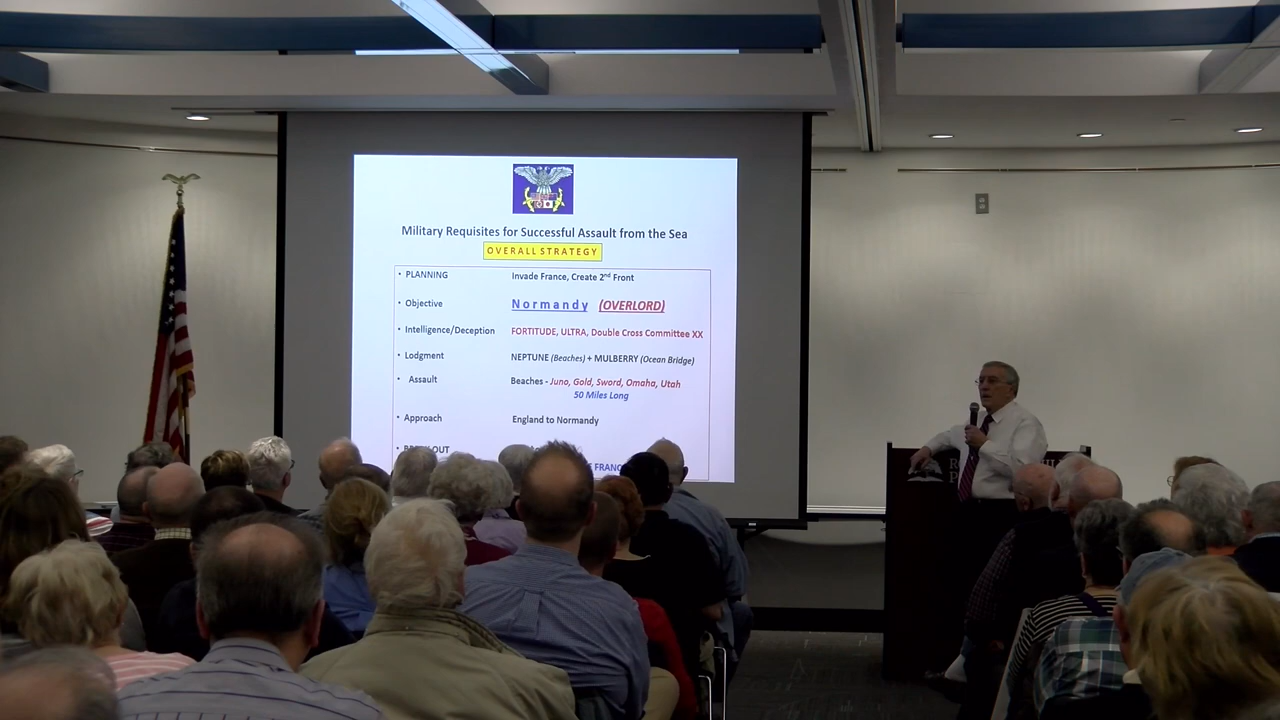 Military Requisites for Successful Assault from the Sea
OVERALL STRATEGY
• PLANNING Invade France, Create 2nd Front
• Objective Normandy (OVERLORD)
• Intelligence/Deception FORTITUDE, ULTRA, Double Cross Committee XX
• Lodgment NEPTUNE (Beaches) + MULBERRY (Ocean Bridge)
• Assault Beaches - Juno, Gold, Sword, Omaha, Utah
50 Miles Long
• Approach England to Normandy